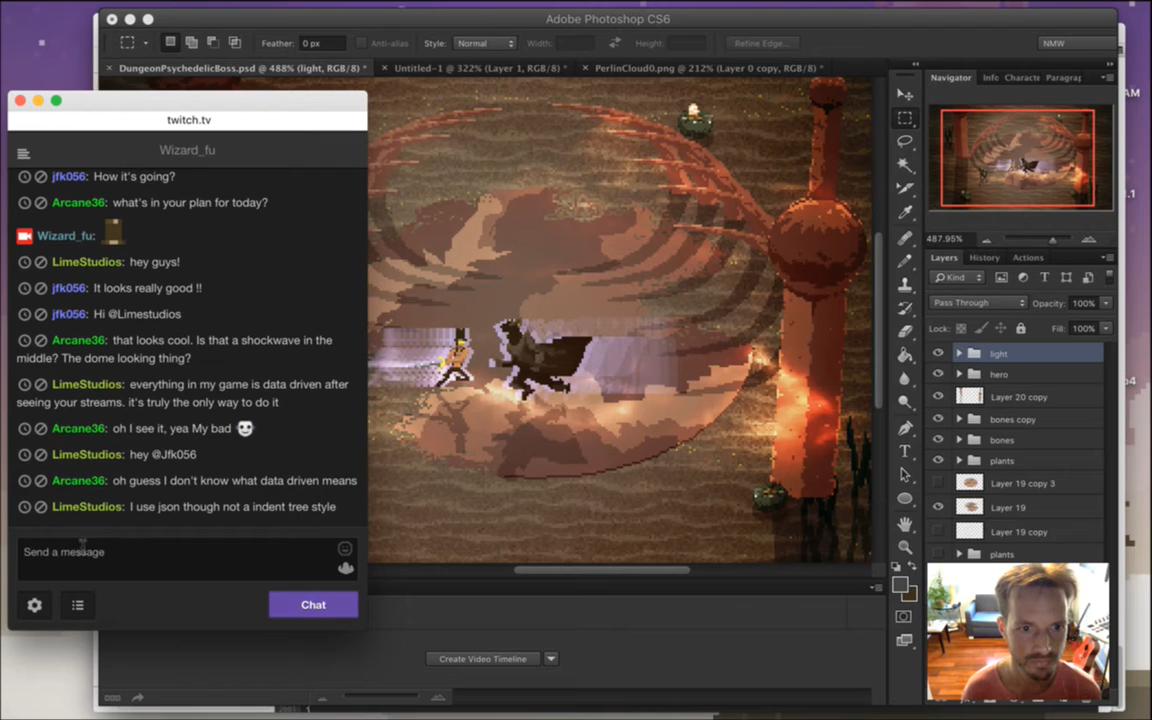 Adobe Photoshop CS6
Feather: 0 px Anti-alias Style: Normal Width: Height: Refine Edge... NMW
DungeonPsychedelicBoss.psd @ 488% (light, RGB/8) * Untitled-1 @ 322% (Layer 1, RGB/8) * PerlinCloud0.png @ 212% (Layer 0 copy, RGB/8) *
twitch.tv
Wizard_fu
jfk056: How it's going?
Arcane36: what's in your plan for today?
Wizard_fu:
LimeStudios: hey guys!
jfk056: It looks really good !!
jfk056: Hi @Limestudios
Arcane36: that looks cool. Is that a shockwave in the
middle? The dome looking thing?
LimeStudios: everything in my game is data driven after
seeing your streams. it's truly the only way to do it
Arcane36: oh I see it, yea My bad
LimeStudios: hey @Jfk056
Arcane36: oh guess I don't know what data driven means
LimeStudios: I use json though not a indent tree style
Send a message
Chat
Create Video Timeline
Navigator Info Characte Paragrap
487.95%
Layers History Actions
Kind
Pass Through Opacity: 100%
Lock: Fill: 100%
light
hero
Layer 20 copy
bones copy
bones
plants
Layer 19 copy 3
Layer 19
Layer 19 copy
plants
AM